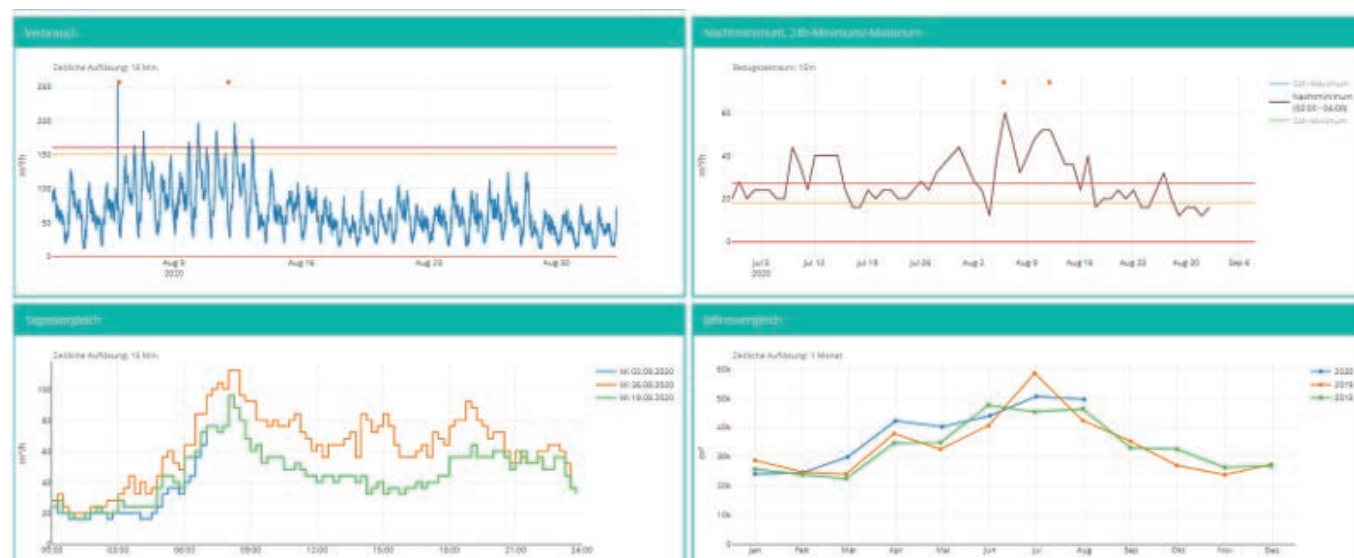 Verbrauch
Zeitliche Auflösung: 15 Min.
250
200
150
100
50
0
m³/h
Aug 9
2020
Aug 16
Aug 23
Aug 30
Nachtminimum, 24h-Minimum/-Maximum
Bezugszeitraum: 15m
60
40
20
0
m³/h
Jul 5
2020
Jul 12
Jul 19
Jul 26
Aug 2
Aug 9
Aug 16
Aug 23
Aug 30
Sep 6
24h-Maximum
Nachtminimum
(02:00 - 04:00)
24h-Minimum
Tagesvergleich
Zeitliche Auflösung: 15 Min.
100
80
60
40
20
0
m³/h
00:00
03:00
06:00
09:00
12:00
15:00
18:00
21:00
24:00
Mi 02.09.2020
Mi 26.08.2020
Mi 19.08.2020
Jahresvergleich
Zeitliche Auflösung: 1 Monat
60k
50k
40k
30k
20k
10k
0
m³
Jan
Feb
Mär
Apr
Mai
Jun
Jul
Aug
Sep
Okt
Nov
Dez
2020
2019